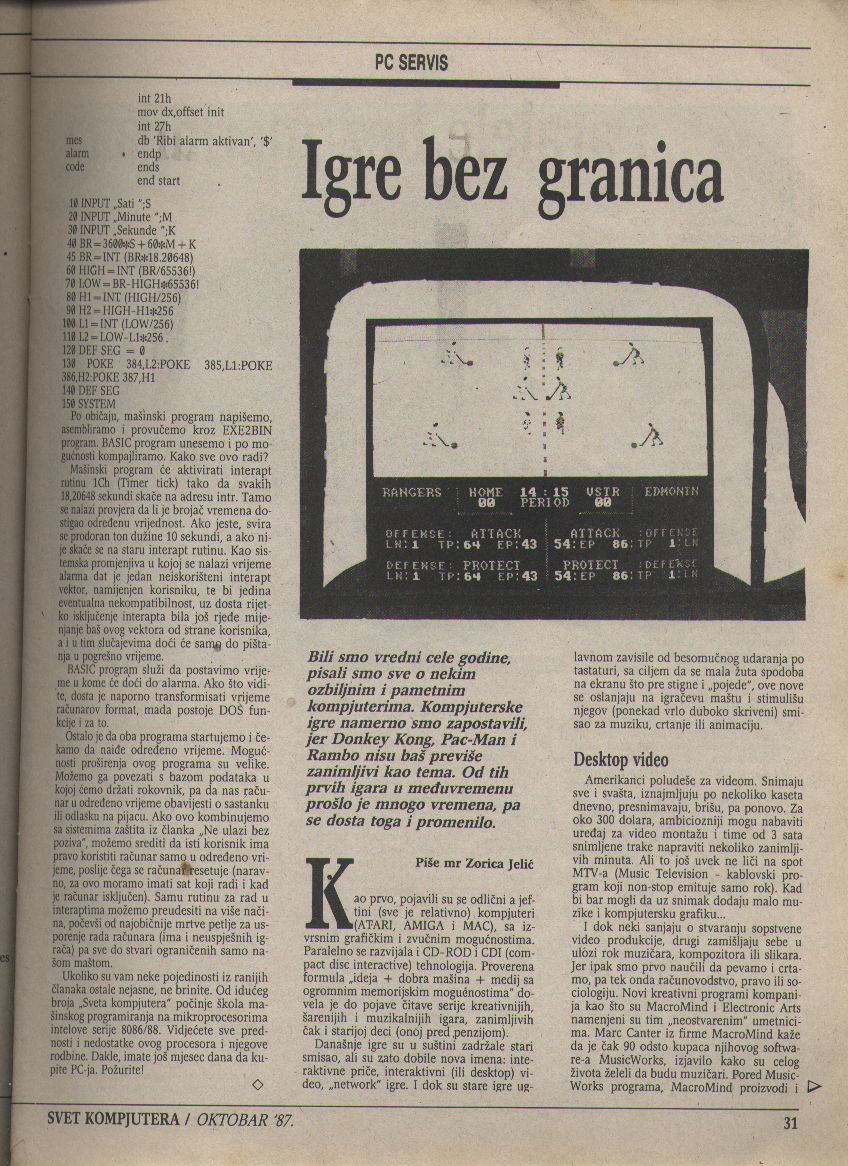 PC SERVIS
int 21h
mov dx,offset init
int 27h
mes db 'Ribi alarm aktivan', '$'
alarm endp
code ends
end start
10 INPUT „Sati “;S
20 INPUT „Minute “;M
30 INPUT „Sekunde “;K
40 BR=3600*S+60*M+K
45 BR=INT (BR*18.20648)
60 HIGH=INT (BR/65536!)
70 LOW=BR-HIGH*65536!
80 H1=INT (HIGH/256)
90 H2=HIGH-H1*256
100 L1=INT (LOW/256)
110 L2=LOW-L1*256.
120 DEF SEG = 0
130 POKE 384,L2:POKE 385,L1:POKE
386,H2:POKE 387,H1
140 DEF SEG
150 SYSTEM
Po običaju, mašinski program napišemo,
asembliramo i provučemo kroz EXE2BIN
program. BASIC program unesemo i po mo-
gućnosti kompajliramo. Kako sve ovo radi?
Mašinski program će aktivirati interapt
rutinu 1Ch (Timer tick) tako da svakih
18,20648 sekundi skače na adresu intr. Tamo
se nalazi provjera da li je brojač vremena do-
stigao određenu vrijednost. Ako jeste, svira
se prodoran ton dužine 10 sekundi, a ako ni-
je skače se na staru interapt rutinu. Kao sis-
temska promjenjiva u kojoj se nalazi vrijeme
alarma dat je jedan neiskorišteni interapt
vektor, namijenjen korisniku, te bi jedina
eventualna nekompatibilnost, uz dosta rijet-
ko isključenje interapta bila još rjeđe mije-
njanje baš ovog vektora od strane korisnika,
a i u tim slučajevima doći će samo do pišta-
nja u pogrešno vrijeme.
BASIC program služi da postavimo vrije-
me u kome će doći do alarma. Ako što vidi-
te, dosta je naporno transformisati vrijeme
računarov format, mada postoje DOS fun-
kcije i za to.
Ostalo je da oba programa startujemo i če-
kamo da naiđe određeno vrijeme. Moguć-
nosti proširenja ovog programa su velike.
Možemo ga povezati s bazom podataka u
kojoj ćemo držati rokovnik, pa da nas raču-
nar u određeno vrijeme obavijesti o sastanku
ili odlasku na pijacu. Ako ovo kombinujemo
sa sistemima zaštita iz članka „Ne ulazi bez
poziva”, možemo srediti da isti korisnik ima
pravo koristiti računar samo u određeno vri-
jeme, poslije čega se računar resetuje (narav-
no, za ovo moramo imati sat koji radi i kad
je računar isključen). Samu rutinu za rad u
interaptima možemo preudesiti na više nači-
na, počevši od najobičnije mrtve petlje za us-
porenje rada računara (ima i neuspješnih ig-
rača) pa sve do stvari ograničenih samo na-
šom maštom.
Ukoliko su vam neke pojedinosti iz ranijih
članaka ostale nejasne, ne brinite. Od idućeg
broja „Sveta kompjutera” počinje škola ma-
šinskog programiranja na mikroprocesorima
intelove serije 8086/88. Vidjećete sve pred-
nosti i nedostatke ovog procesora i njegove
rodbine. Dakle, imate još mjesec dana da ku-
pite PC-ja. Požurite!
Igre bez granica
RANGERS HOME 14:15 VSTR EDMONTN
00 PERIOD 00
OFFENSE: ATTACK ATTACK :OFFENSE
LN:1 TP:64 EP:43 54:EP 86:TP 1:LN
DEFENSE: PROTECT PROTECT :DEFENSE
LN:1 TP:64 EP:43 54:EP 86:TP 1:LN
Bili smo vredni cele godine,
pisali smo sve o nekim
ozbiljnim i pametnim
kompjuterima. Kompjuterske
igre namerno smo zapostavili,
jer Donkey Kong, Pac-Man i
Rambo nisu baš previše
zanimljivi kao tema. Od tih
prvih igara u međuvremenu
prošlo je mnogo vremena, pa
se dosta toga i promenilo.
Piše mr Zorica Jelić
Kao prvo, pojavili su se odlični a jef-
tini (sve je relativno) kompjuteri
(ATARI, AMIGA i MAC), sa iz-
vrsnim grafičkim i zvučnim mogućnostima.
Paralelno se razvijala i CD-ROD i CDI (com-
pact disc interactive) tehnologija. Proverena
formula „ideja + dobra mašina + medij sa
ogromnim memorijskim mogućnostima” do-
vela je do pojave čitave serije kreativnijih,
šarenijih i muzikalnijih igara, zanimljivih
čak i starijoj deci (onoj pred penzijom).
Današnje igre su u suštini zadržale stari
smisao, ali su zato dobile nova imena: inte-
raktivne priče, interaktivni (ili desktop) vi-
deo, „network” igre. I dok su stare igre ug-
lavnom zavisile od besomučnog udaranja po
tastaturi, sa ciljem da se mala žuta spodoba
na ekranu što pre stigne i „pojede”, ove nove
se oslanjaju na igračevu maštu i stimulišu
njegov (ponekad vrlo duboko skriveni) smi-
sao za muziku, crtanje ili animaciju.
Desktop video
Amerikanci poludeše za videom. Snimaju
sve i svašta, iznajmljuju po nekoliko kaseta
dnevno, presnimavaju, brišu, pa ponovo. Za
oko 300 dolara, ambiciozniji mogu nabaviti
uređaj za video montažu i time od 3 sata
snimljene trake napraviti nekoliko zanimlji-
vih minuta. Ali to još uvek ne liči na spot
MTV-a (Music Television - kablovski pro-
gram koji non-stop emituje samo rok). Kad
bi bar mogli da uz snimak dodaju malo mu-
zike i kompjutersku grafiku...
I dok neki sanjaju o stvaranju sopstvene
video produkcije, drugi zamišljaju sebe u
ulozi rok muzičara, kompozitora ili slikara.
Jer ipak smo prvo naučili da pevamo i crta-
mo, pa tek onda računovodstvo, pravo ili so-
ciologiju. Novi kreativni programi kompani-
ja kao što su MacroMind i Electronic Arts
namenjeni su tim „neostvarenim” umetnici-
ma. Marc Canter iz firme MacroMind kaže
da je čak 90 odsto kupaca njihovog softwa-
re-a MusicWorks, izjavilo kako su celog
života želeli da budu muzičari. Pored Music-
Works programa, MacroMind proizvodi i
SVET KOMPJUTERA / OKTOBAR '87.
31